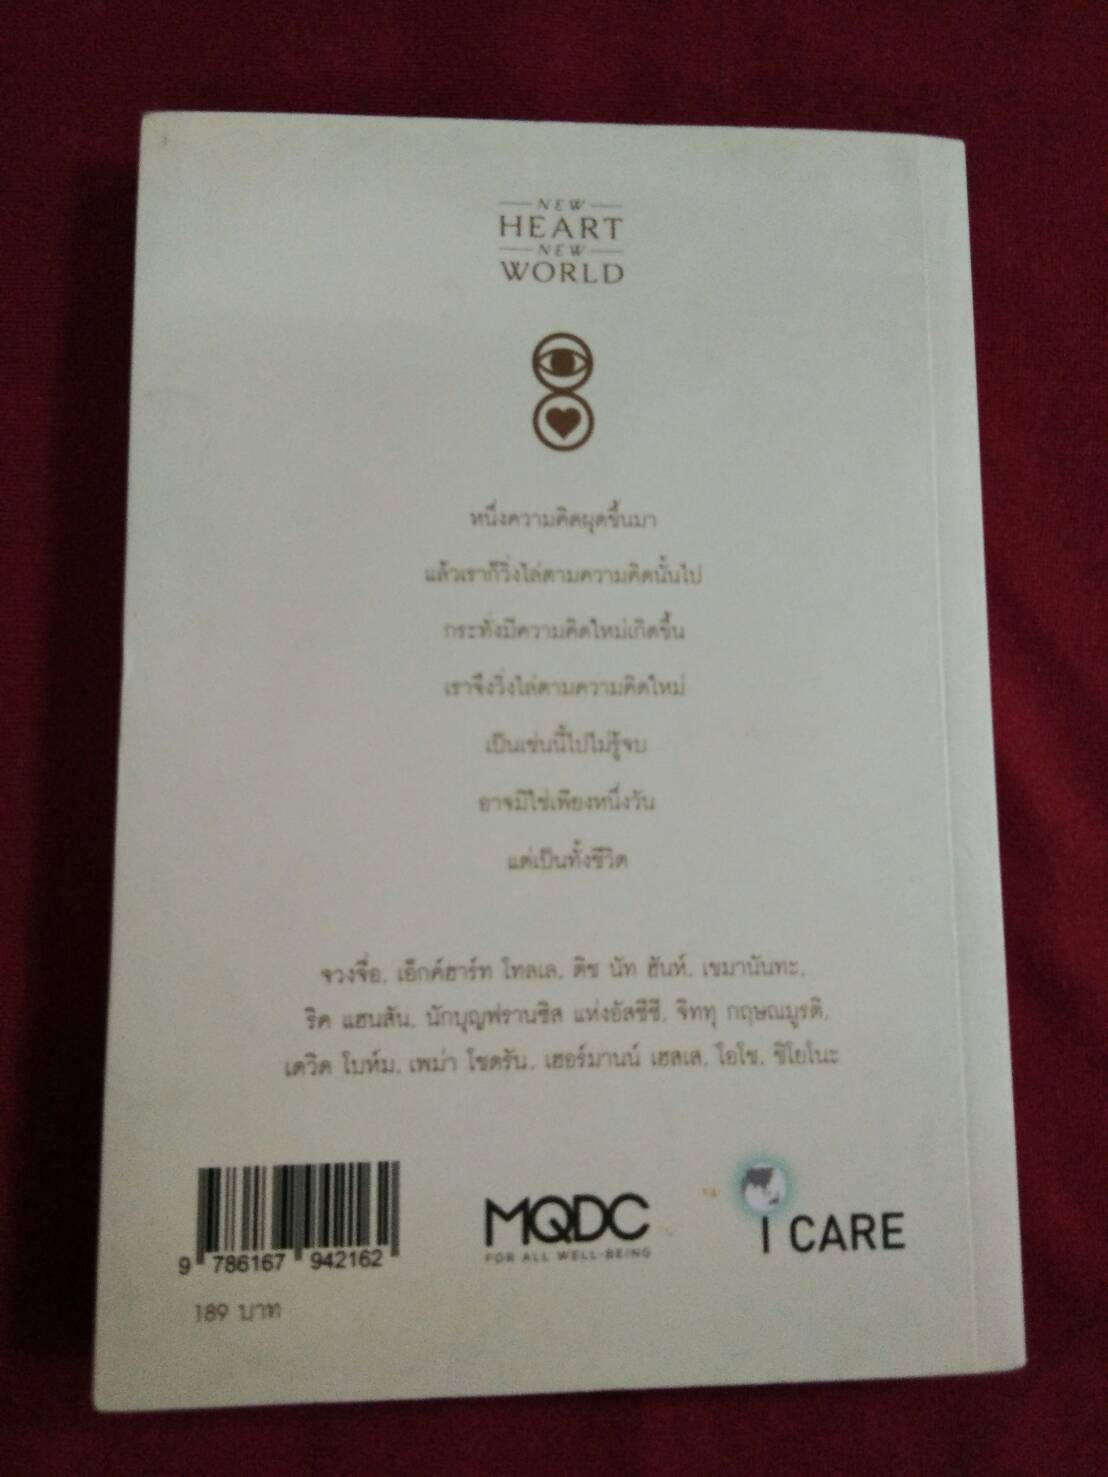 NEW
HEART
NEW
WORLD
หนึ่งความคิดผุดขึ้นมา
แล้วเราก็วิ่งไล่ตามความคิดนั้นไป
กระทั่งมีความคิดใหม่เกิดขึ้น
เราจึงวิ่งไล่ตามความคิดใหม่
เป็นเช่นนี้ไปไม่รู้จบ
อาจมิใช่เพียงหนึ่งวัน
แต่เป็นทั้งชีวิต
จวงจื่อ, เอ็กค์ฮาร์ท โทลเล, ติช นัท ฮันห์, เขมานันทะ,
ริค แฮนสัน, นักบุญฟรานซิส แห่งอัสซีซี, จิททุ กฤษณมูรติ,
เดวิด โบห์ม, เพม่า โชดรัน, เฮอร์มานน์ เฮสเส, โอโช, ชิโยโนะ
9 786167 942162
MQDC
FOR ALL WELL-BEING
I CARE
189 บาท